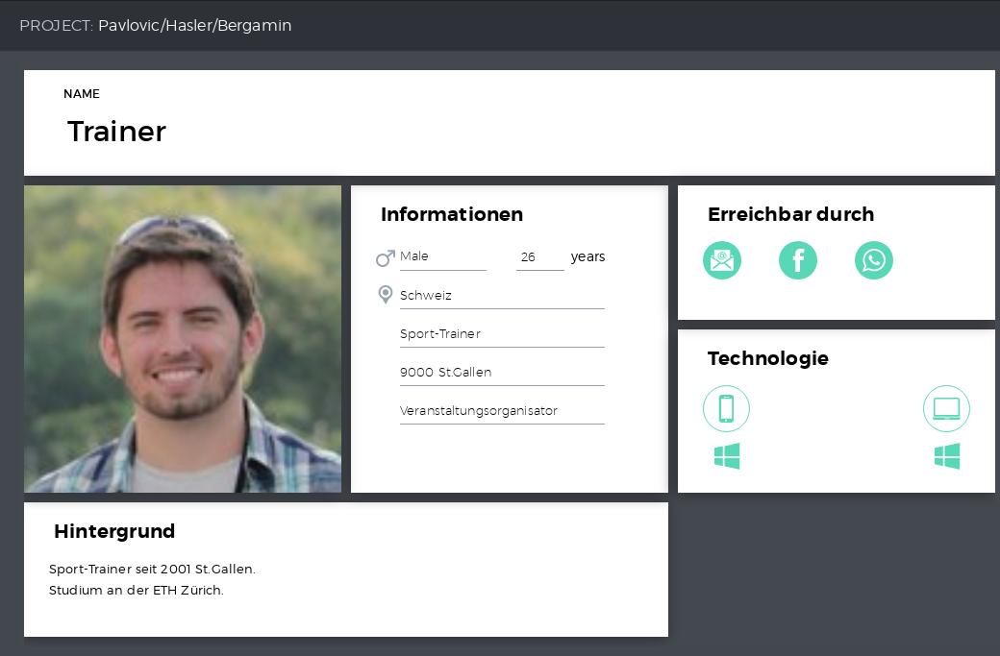 PROJECT: Pavlovic/Hasler/Bergamin
NAME
Trainer
Informationen
Male 26 years
Schweiz
Sport-Trainer
9000 St.Gallen
Veranstaltungsorganisator
Erreichbar durch
Technologie
Hintergrund
Sport-Trainer seit 2001 St.Gallen.
Studium an der ETH Zürich.